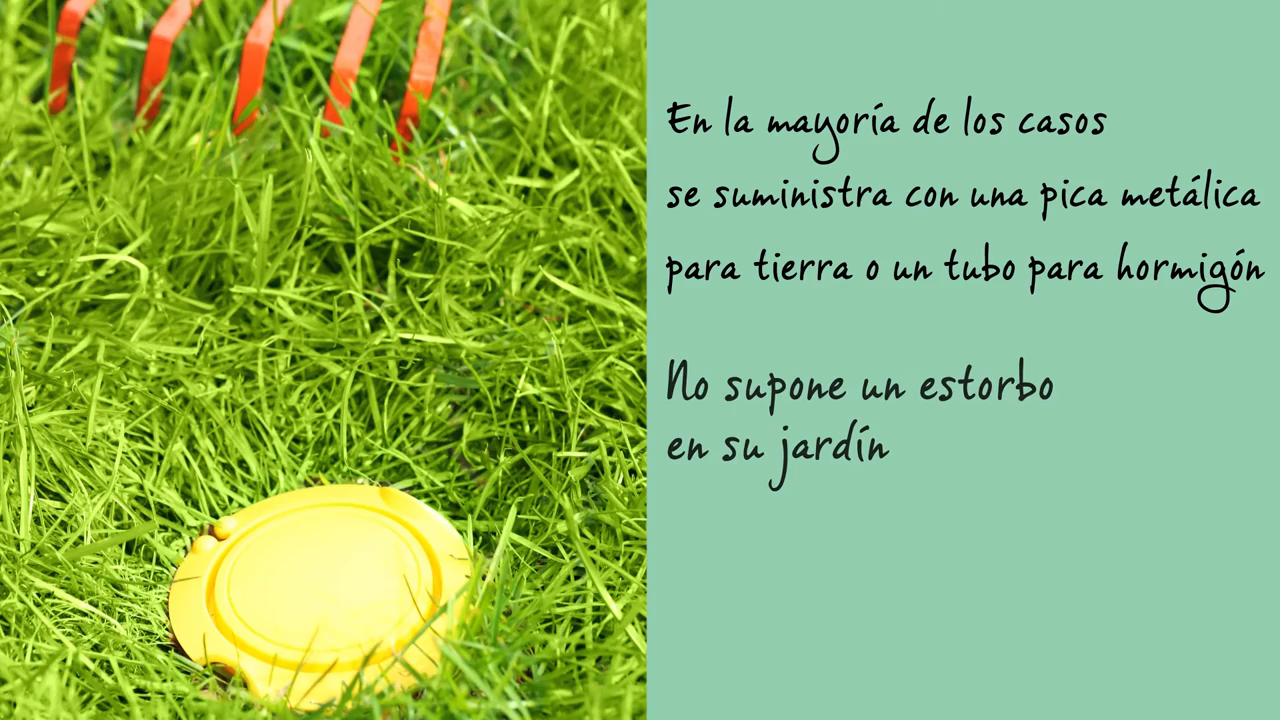 En la mayoría de los casos
se suministra con una pica metálica
para tierra o un tubo para hormigón
No supone un estorbo
en su jardín